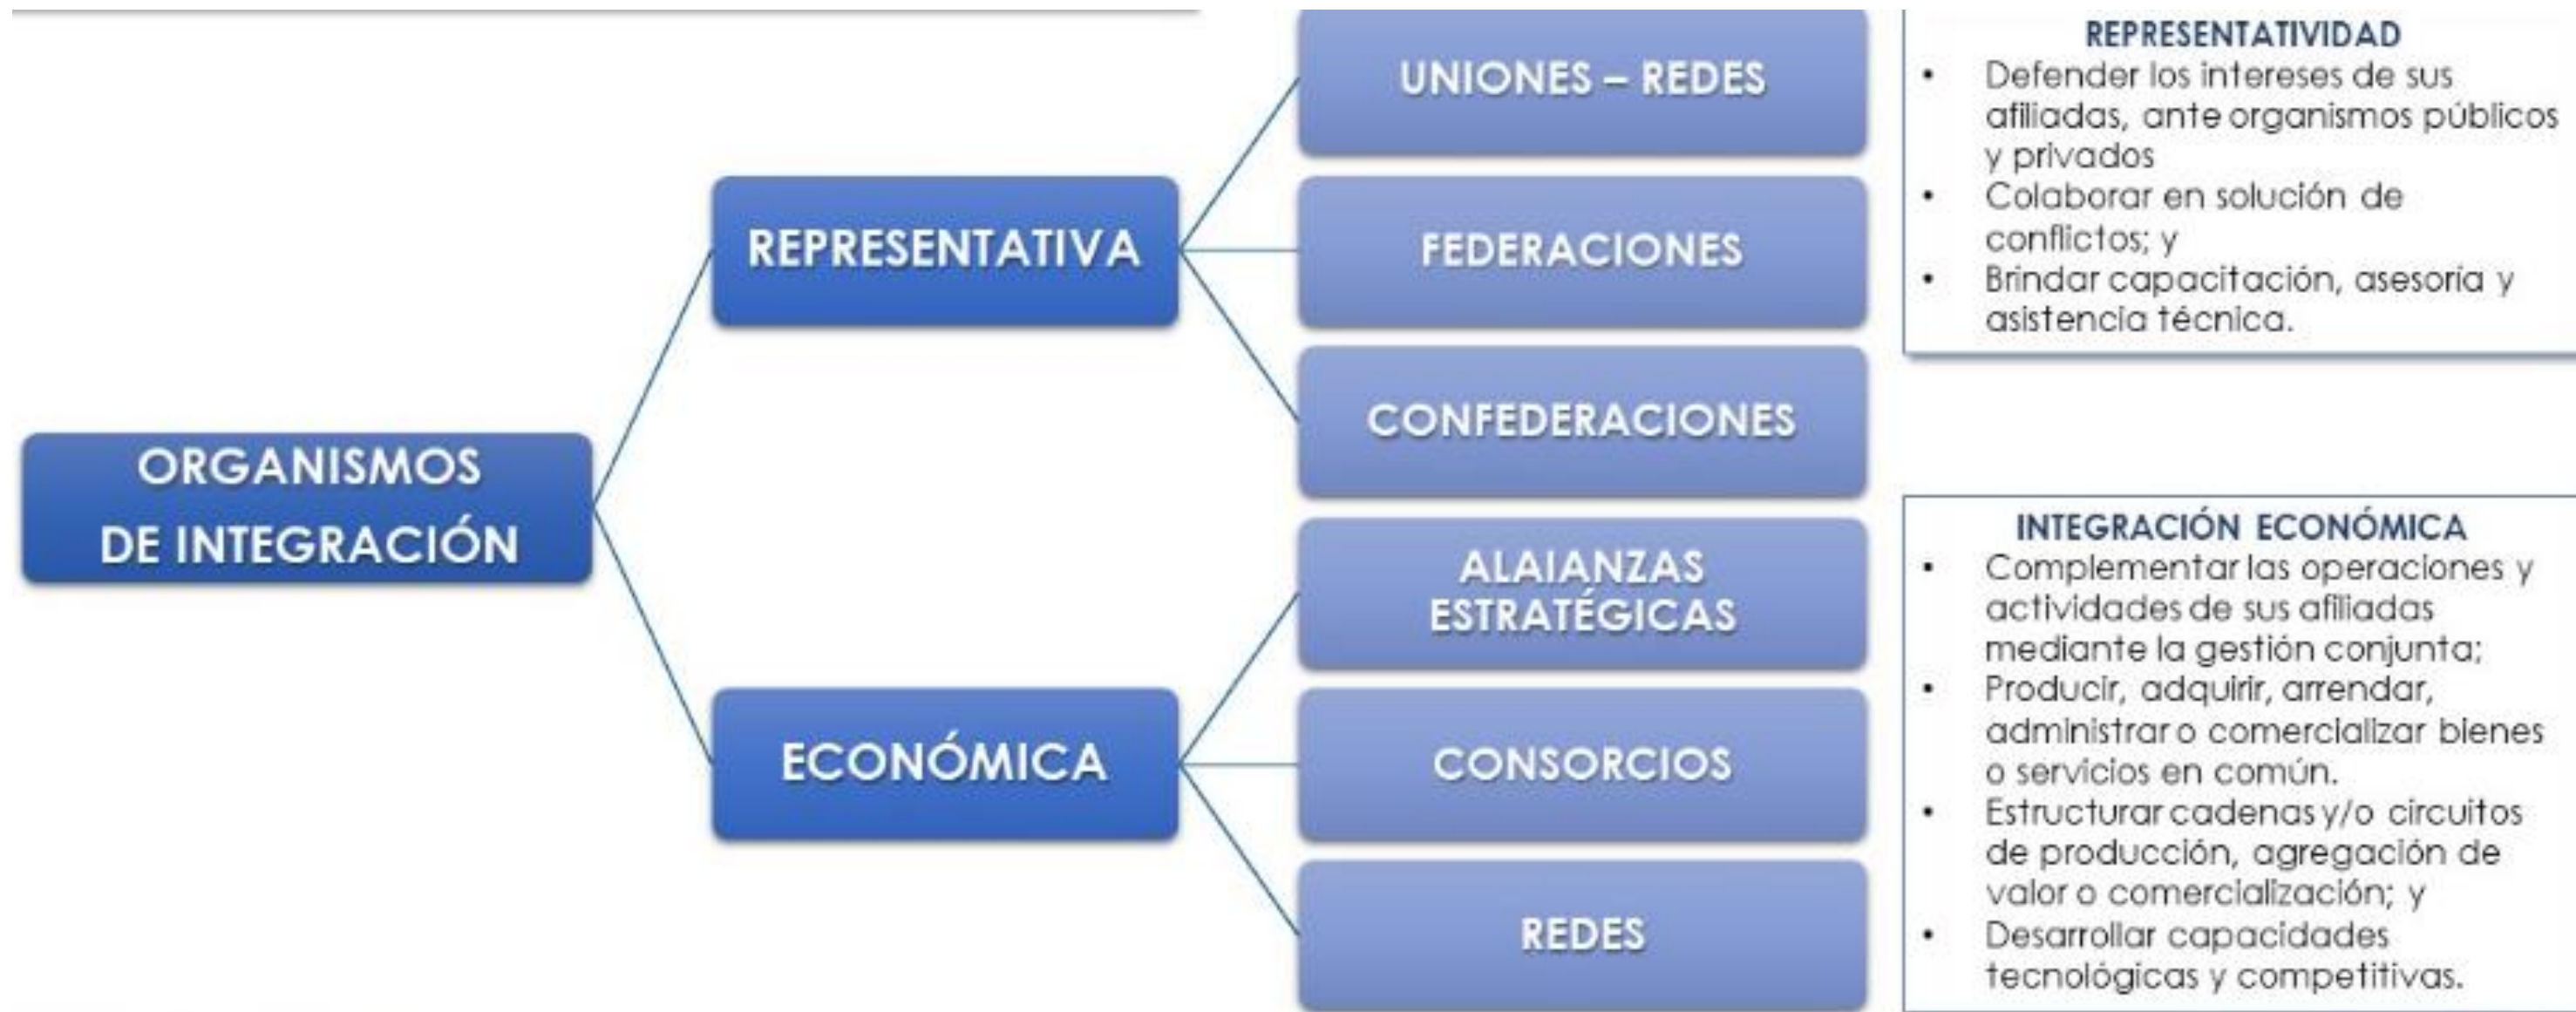 ORGANISMOS
DE INTEGRACIÓN
REPRESENTATIVA
ECONÓMICA
UNIONES – REDES
FEDERACIONES
CONFEDERACIONES
ALAIANZAS
ESTRATÉGICAS
CONSORCIOS
REDES
REPRESENTATIVIDAD
• Defender los intereses de sus
afiliadas, ante organismos públicos
y privados
• Colaborar en solución de
conflictos; y
• Brindar capacitación, asesoría y
asistencia técnica.
INTEGRACIÓN ECONÓMICA
• Complementar las operaciones y
actividades de sus afiliadas
mediante la gestión conjunta;
• Producir, adquirir, arrendar,
administrar o comercializar bienes
o servicios en común.
• Estructurar cadenas y/o circuitos
de producción, agregación de
valor o comercialización; y
• Desarrollar capacidades
tecnológicas y competitivas.